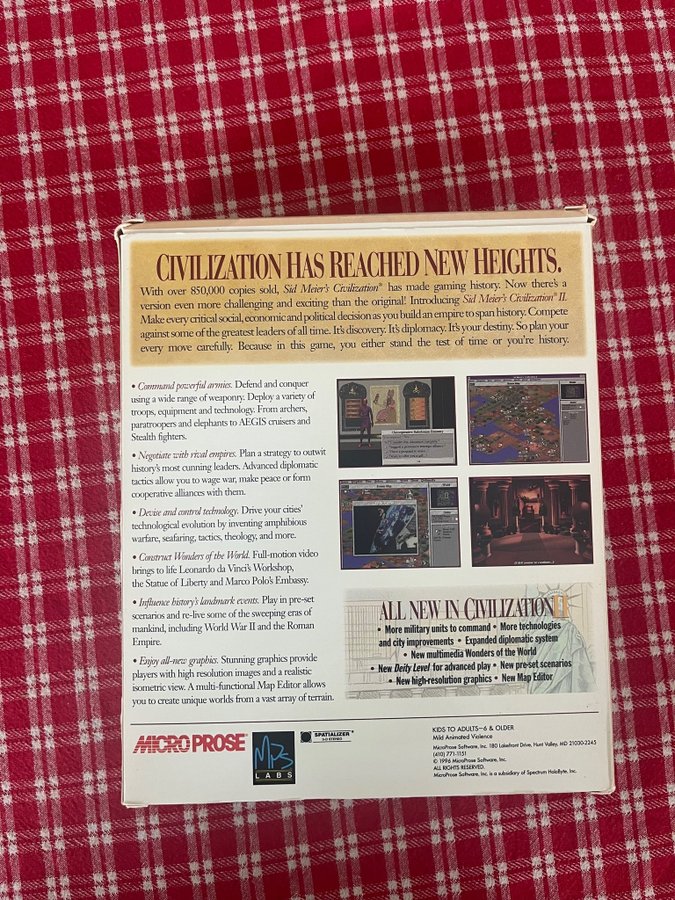 CIVILIZATION HAS REACHED NEW HEIGHTS.
With over 850,000 copies sold, Sid Meier's Civilization® has made gaming history. Now there's a
version even more challenging and exciting than the original! Introducing Sid Meier's Civilization® II.
Make every critical social, economic and political decision as you build an empire to span history. Compete
against some of the greatest leaders of all time. It's discovery. It's diplomacy. It's your destiny. So plan your
every move carefully. Because in this game, you either stand the test of time or you're history.
• Command powerful armies. Defend and conquer
using a wide range of weaponry. Deploy a variety of
troops, equipment and technology. From archers,
paratroopers and elephants to AEGIS cruisers and
Stealth fighters.
• Negotiate with rival empires. Plan a strategy to outwit
history's most cunning leaders. Advanced diplomatic
tactics allow you to wage war, make peace or form
cooperative alliances with them.
• Devise and control technology. Drive your cities'
technological evolution by inventing amphibious
warfare, seafaring, tactics, theology, and more.
• Construct Wonders of the World. Full-motion video
brings to life Leonardo da Vinci's Workshop,
the Statue of Liberty and Marco Polo's Embassy.
• Influence history's landmark events. Play in pre-set
scenarios and re-live some of the sweeping eras of
mankind, including World War II and the Roman
Empire.
• Enjoy all-new graphics. Stunning graphics provide
players with high resolution images and a realistic
isometric view. A multi-functional Map Editor allows
you to create unique worlds from a vast array of terrain.
ALL NEW IN CIVILIZATION II
• More military units to command • More technologies
and city improvements • Expanded diplomatic system
• New multimedia Wonders of the World
• New Deity Level for advanced play • New pre-set scenarios
• New high-resolution graphics • New Map Editor
MICROPROSE®
MPS
LABS
SPATIALIZER®
3-D STEREO
KIDS TO ADULTS–6 & OLDER
Mild Animated Violence
MicroProse Software, Inc. 180 Lakefront Drive, Hunt Valley, MD 21030-2245
(410) 771-1151
© 1996 MicroProse Software, Inc.
ALL RIGHTS RESERVED.
MicroProse Software, Inc. is a subsidiary of Spectrum HoloByte, Inc.